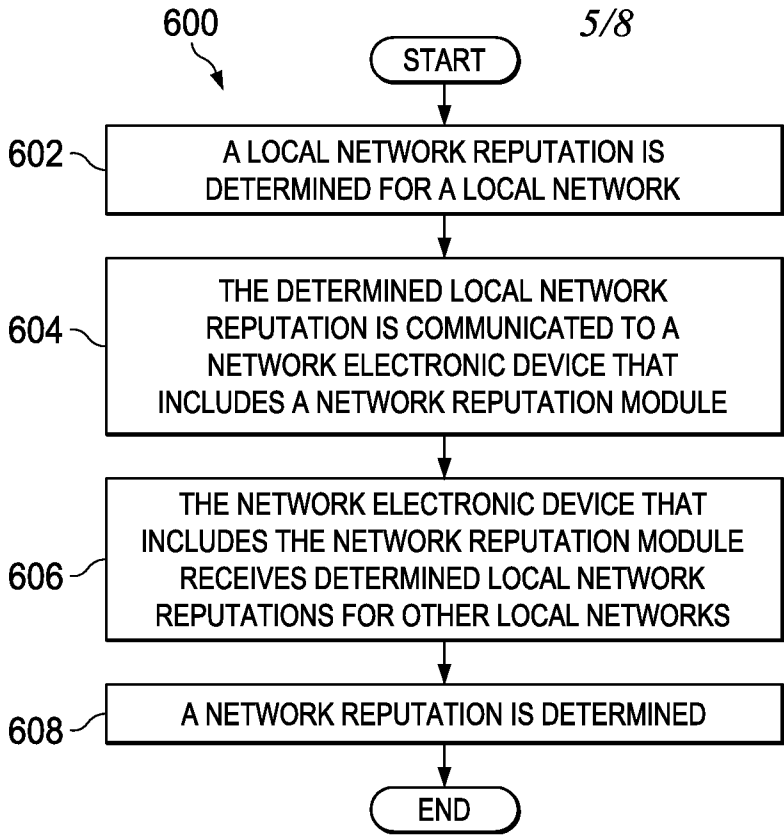 600
5/8
START
602
A LOCAL NETWORK REPUTATION IS
DETERMINED FOR A LOCAL NETWORK
604
THE DETERMINED LOCAL NETWORK
REPUTATION IS COMMUNICATED TO A
NETWORK ELECTRONIC DEVICE THAT
INCLUDES A NETWORK REPUTATION MODULE
606
THE NETWORK ELECTRONIC DEVICE THAT
INCLUDES THE NETWORK REPUTATION MODULE
RECEIVES DETERMINED LOCAL NETWORK
REPUTATIONS FOR OTHER LOCAL NETWORKS
608
A NETWORK REPUTATION IS DETERMINED
END